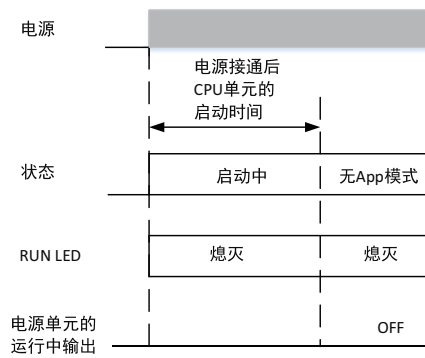 电源
电源接通后
CPU单元的
启动时间
状态
启动中
无App模式
RUN LED
熄灭
熄灭
电源单元的
运行中输出
OFF